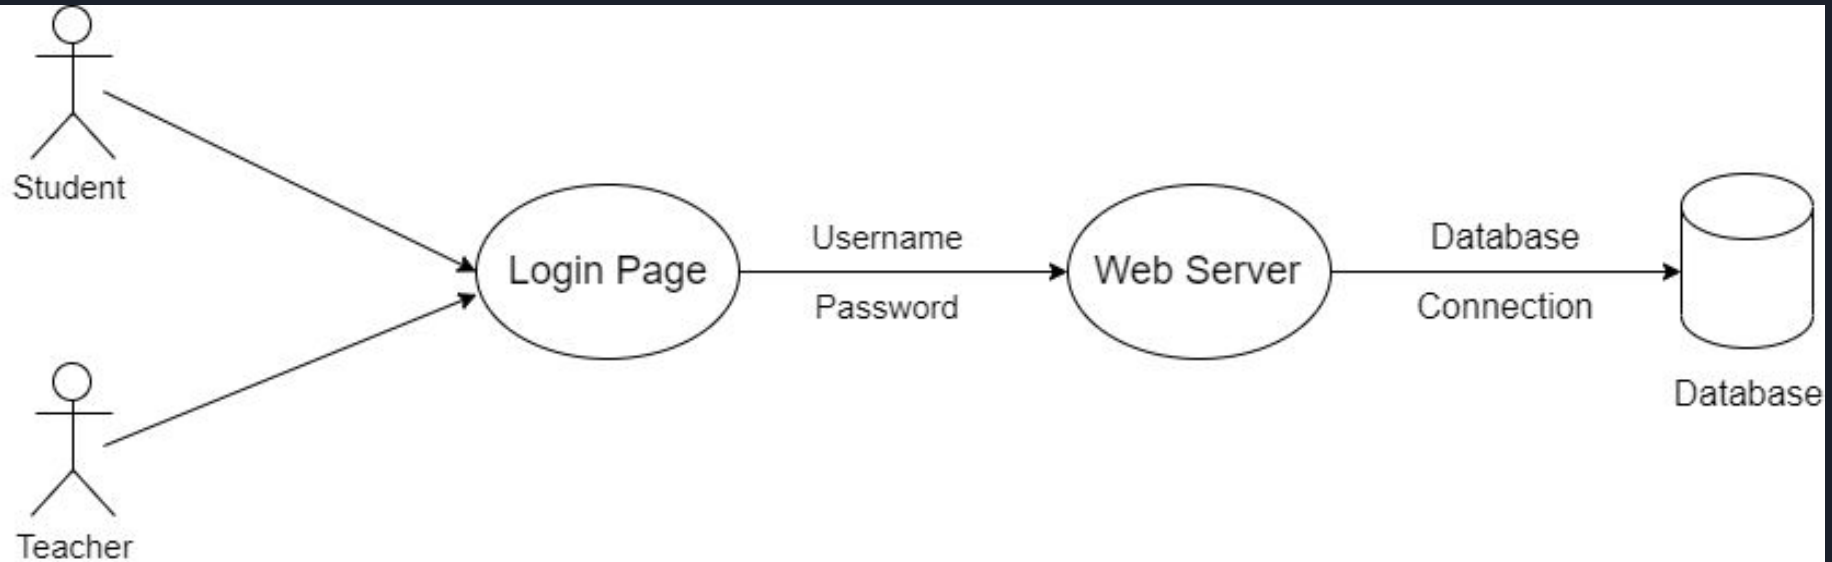 Student
Login Page
Username
Password
Web Server
Database
Connection
Database
Teacher